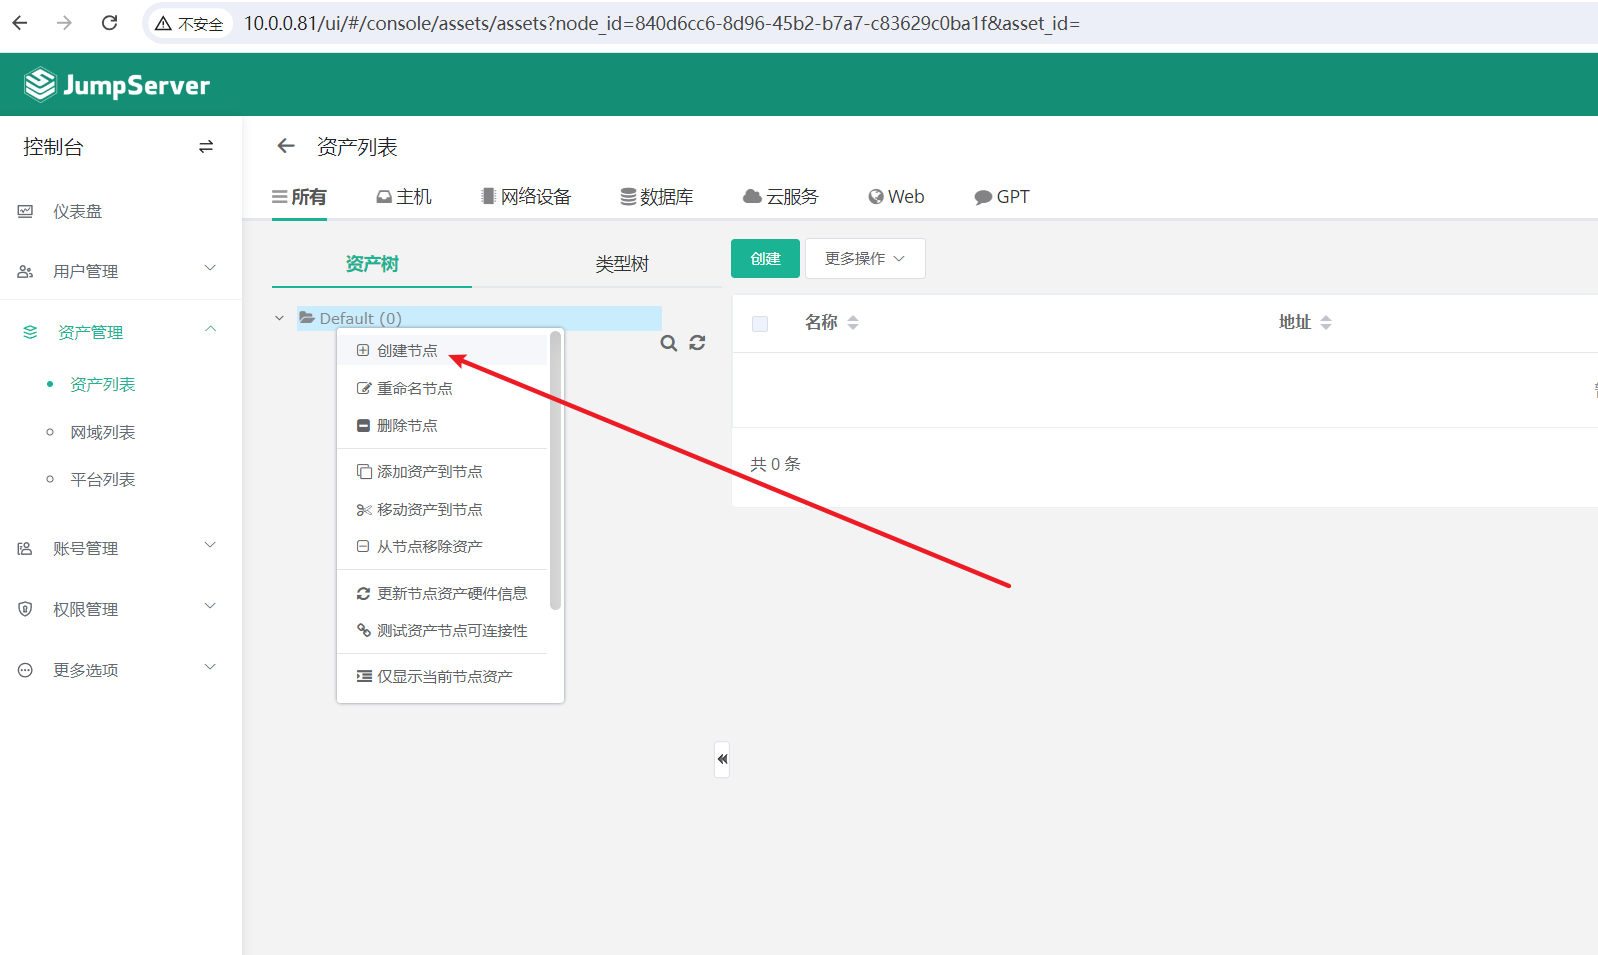 不安全 10.0.0.81/ui/#/console/assets/assets?node_id=840d6cc6-8d96-45b2-b7a7-c83629c0ba1f&asset_id=
JumpServer
控制台
资产列表
所有 主机 网络设备 数据库 云服务 Web GPT
仪表盘
用户管理
资产管理
资产列表
网域列表
平台列表
账号管理
权限管理
更多选项
资产树 类型树
Default (0)
创建节点
重命名节点
删除节点
添加资产到节点
移动资产到节点
从节点移除资产
更新节点资产硬件信息
测试资产节点可连接性
仅显示当前节点资产
创建 更多操作
名称 地址
共 0 条